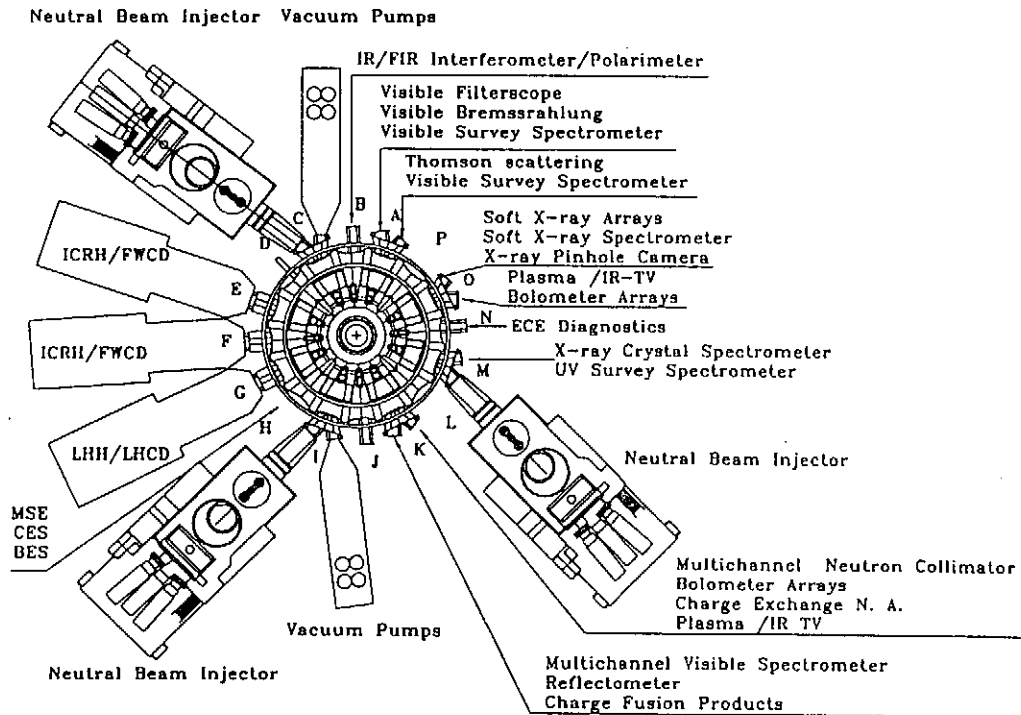 Neutral Beam Injector Vacuum Pumps
IR/FIR Interferometer/Polarimeter
Visible Filterscope
Visible Bremssrahlung
Visible Survey Spectrometer
Thomson scattering
Visible Survey Spectrometer
Soft X-ray Arrays
Soft X-ray Spectrometer
X-ray Pinhole Camera
Plasma /IR-TV
Bolometer Arrays
ECE Diagnostics
X-ray Crystal Spectrometer
UV Survey Spectrometer
A
B
C
D
E
F
G
H
I
J
K
L
M
N
O
P
ICRH/FWCD
ICRH/FWCD
LHH/LHCD
MSE
CES
BES
Neutral Beam Injector
Vacuum Pumps
Neutral Beam Injector
Multichannel Neutron Collimator
Bolometer Arrays
Charge Exchange N. A.
Plasma /IR TV
Multichannel Visible Spectrometer
Reflectometer
Charge Fusion Products